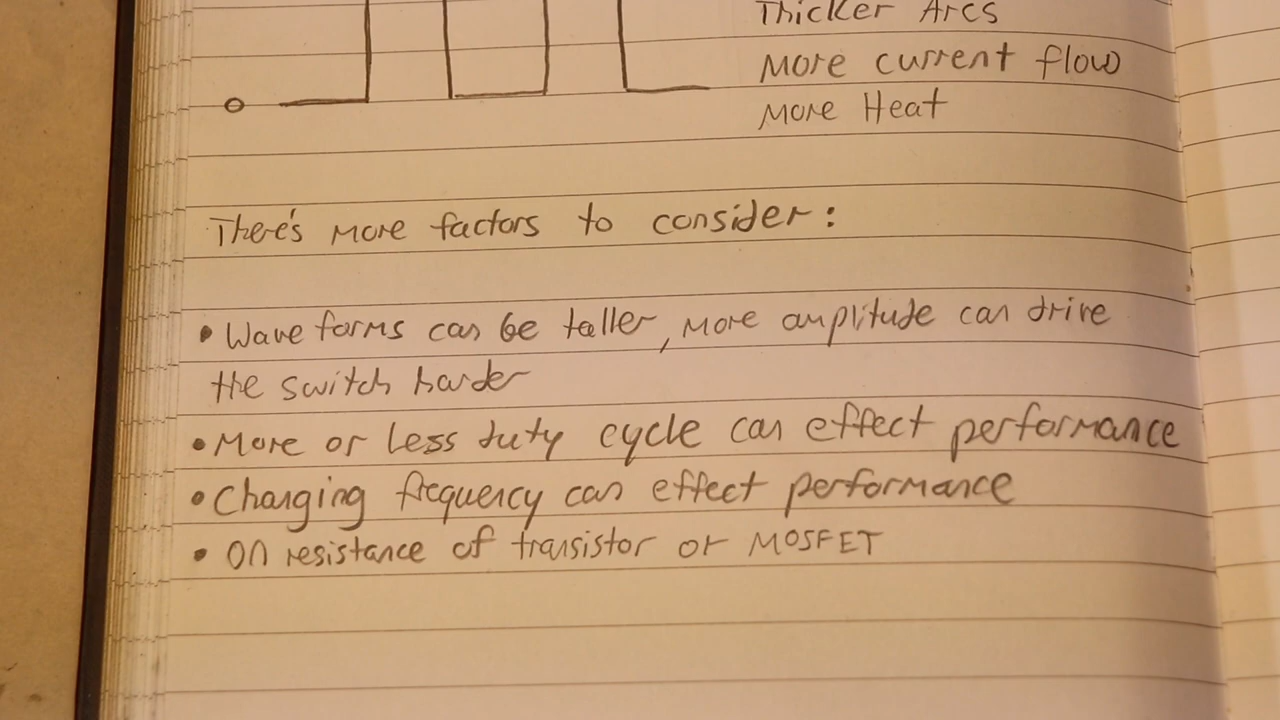 Thicker Arcs
More current flow
More Heat
There's more factors to consider:
• Wave forms can be taller, more amplitude can drive
the switch harder
• More or less duty cycle can effect performance
• Changing frequency can effect performance
• On resistance of transistor or MOSFET